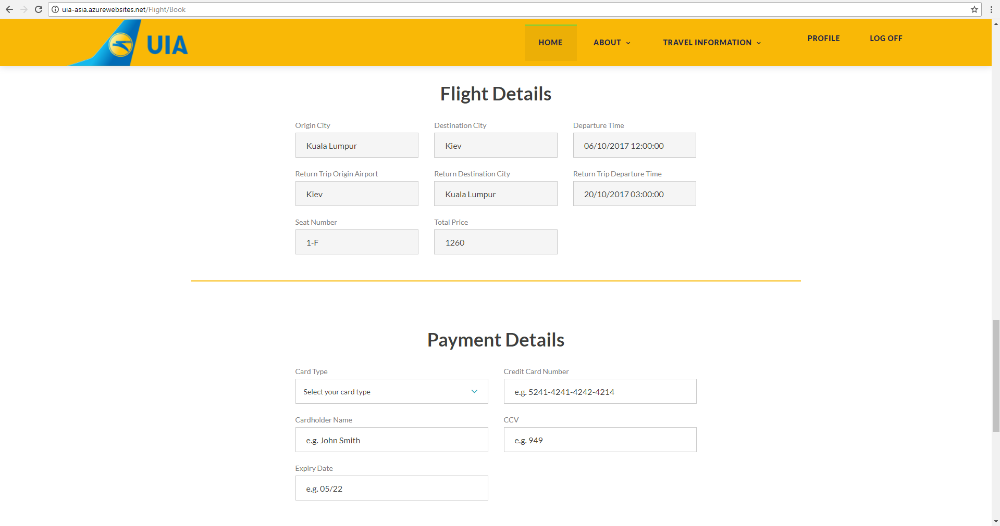 uia-asia.azurewebsites.net/Flight/Book
UIA
HOME ABOUT TRAVEL INFORMATION PROFILE LOG OFF
Flight Details
Origin City Destination City Departure Time
Kuala Lumpur Kiev 06/10/2017 12:00:00
Return Trip Origin Airport Return Destination City Return Trip Departure Time
Kiev Kuala Lumpur 20/10/2017 03:00:00
Seat Number Total Price
1-F 1260
Payment Details
Card Type Credit Card Number
Select your card type e.g. 5241-4241-4242-4214
Cardholder Name CCV
e.g. John Smith e.g. 949
Expiry Date
e.g. 05/22